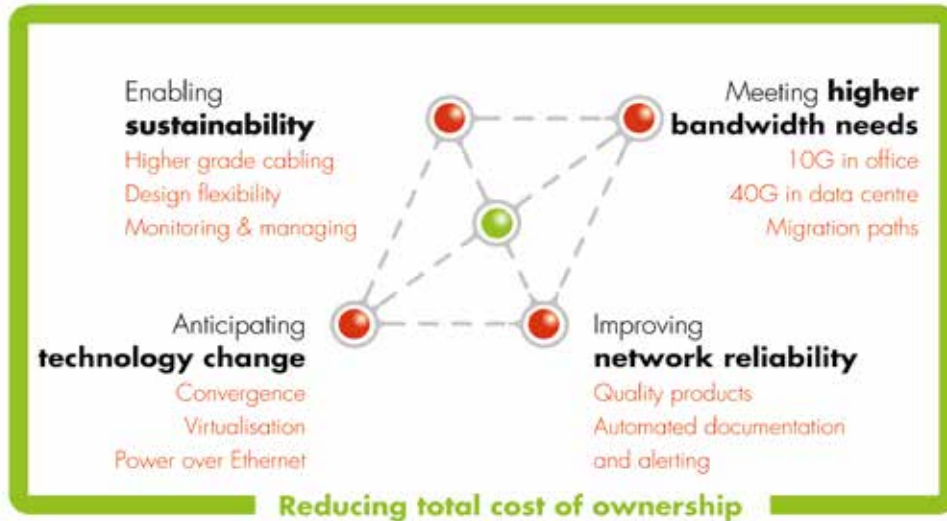 Enabling
sustainability
Higher grade cabling
Design flexibility
Monitoring & managing
Meeting higher
bandwidth needs
10G in office
40G in data centre
Migration paths
Anticipating
technology change
Convergence
Virtualisation
Power over Ethernet
Improving
network reliability
Quality products
Automated documentation
and alerting
Reducing total cost of ownership